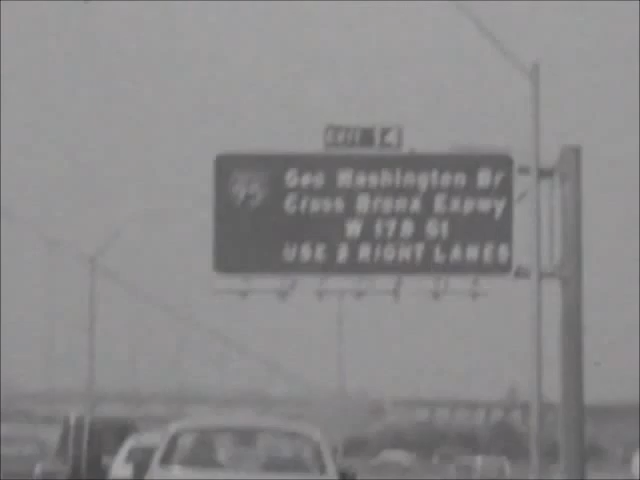 EXIT 14
95
Geo Washington Br
Cross Bronx Expwy
W 178 St
USE 2 RIGHT LANES